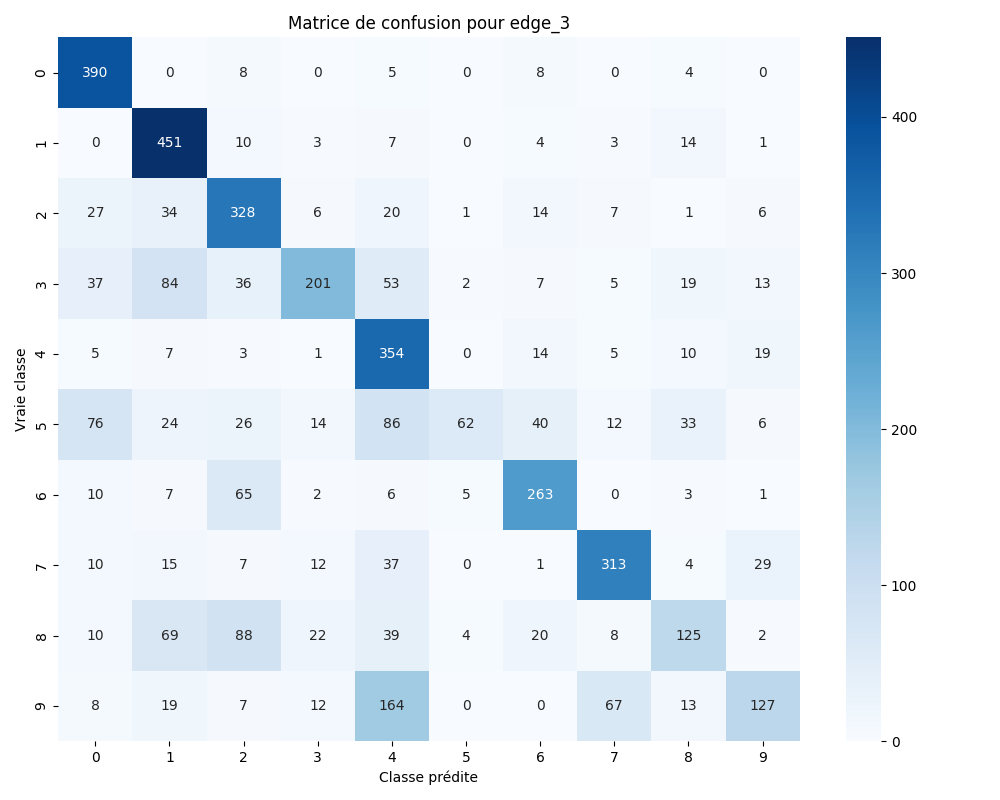 Matrice de confusion pour edge_3
0 390 0 8 0 5 0 8 0 4 0
1 0 451 10 3 7 0 4 3 14 1
2 27 34 328 6 20 1 14 7 1 6
3 37 84 36 201 53 2 7 5 19 13
4 5 7 3 1 354 0 14 5 10 19
5 76 24 26 14 86 62 40 12 33 6
6 10 7 65 2 6 5 263 0 3 1
7 10 15 7 12 37 0 1 313 4 29
8 10 69 88 22 39 4 20 8 125 2
9 8 19 7 12 164 0 0 67 13 127
0 1 2 3 4 5 6 7 8 9
Classe prédite
Vraie classe
400
300
200
100
0